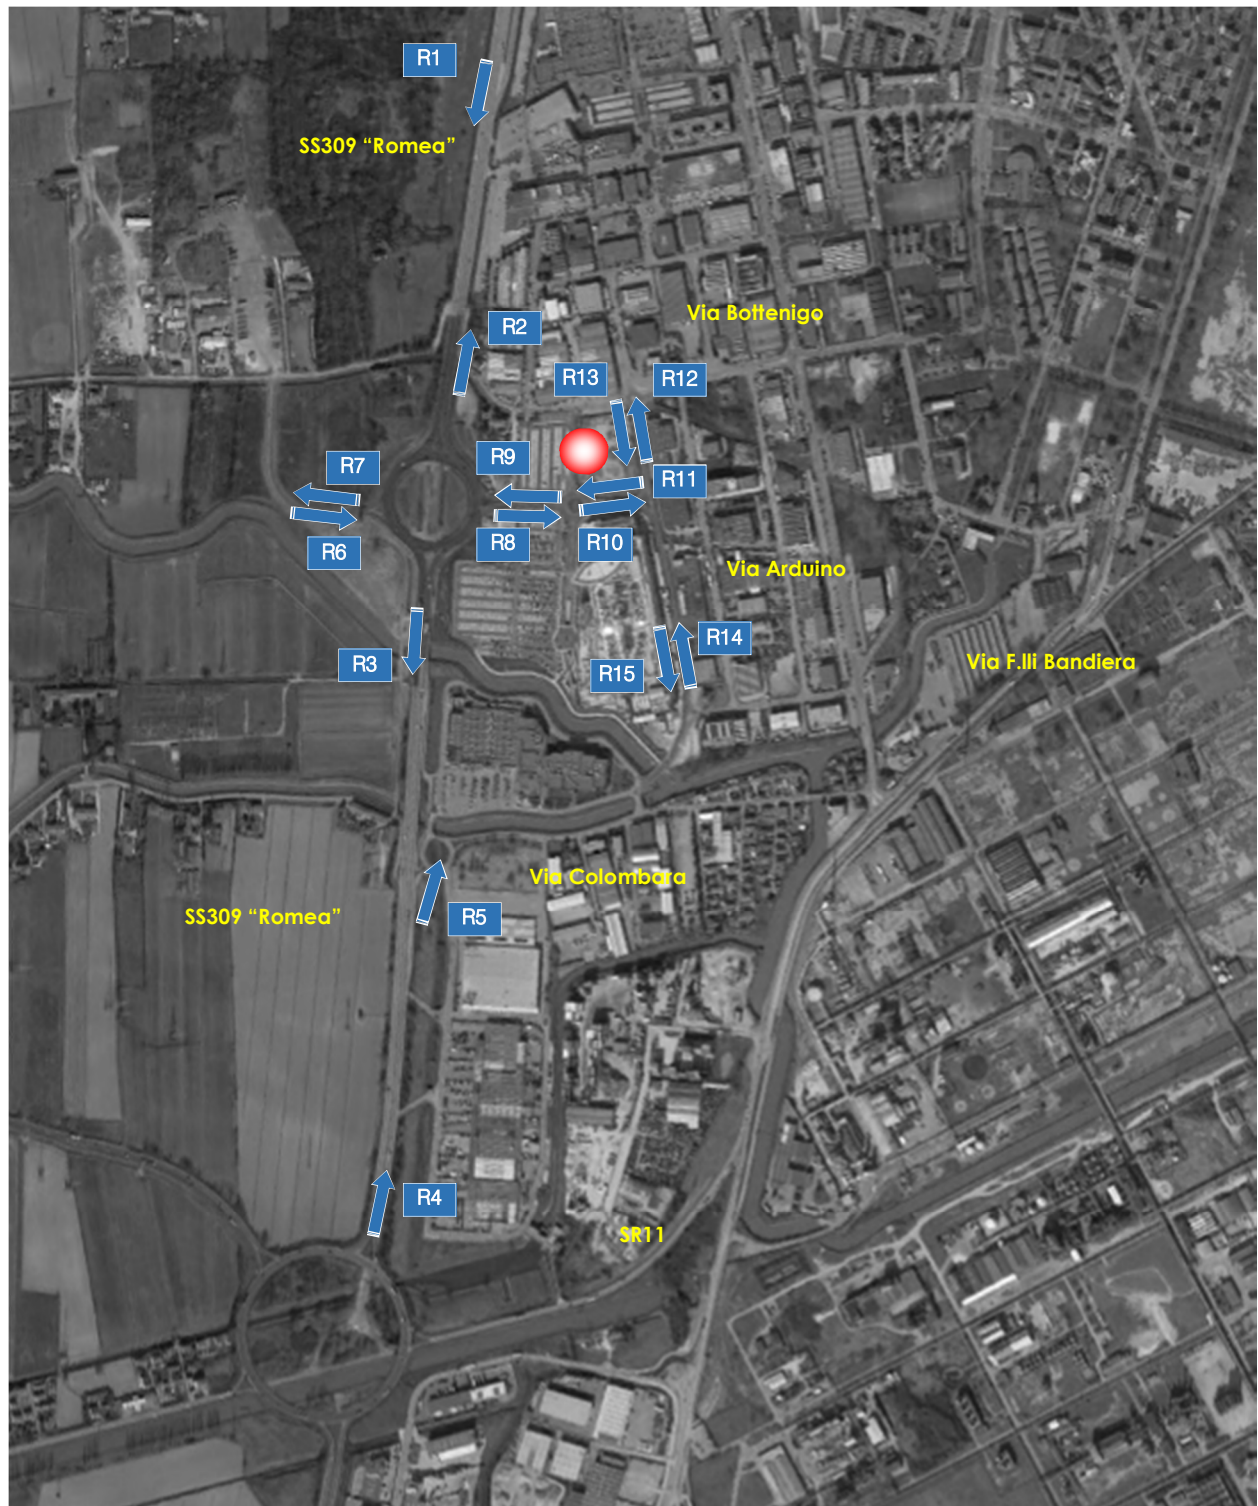 R1
SS309 “Romea”
Via Bottenigo
R2
R13
R12
R9
R7
R11
R6
R8
R10
Via Arduino
R14
R3
R15
Via F.lli Bandiera
Via Colombara
SS309 “Romea”
R5
R4
SR11